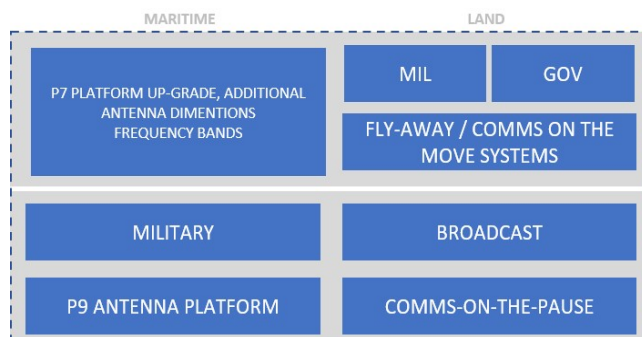 MARITIME
LAND
P7 PLATFORM UP-GRADE, ADDITIONAL
ANTENNA DIMENTIONS
FREQUENCY BANDS
MIL
GOV
FLY-AWAY / COMMS ON THE
MOVE SYSTEMS
MILITARY
BROADCAST
P9 ANTENNA PLATFORM
COMMS-ON-THE-PAUSE